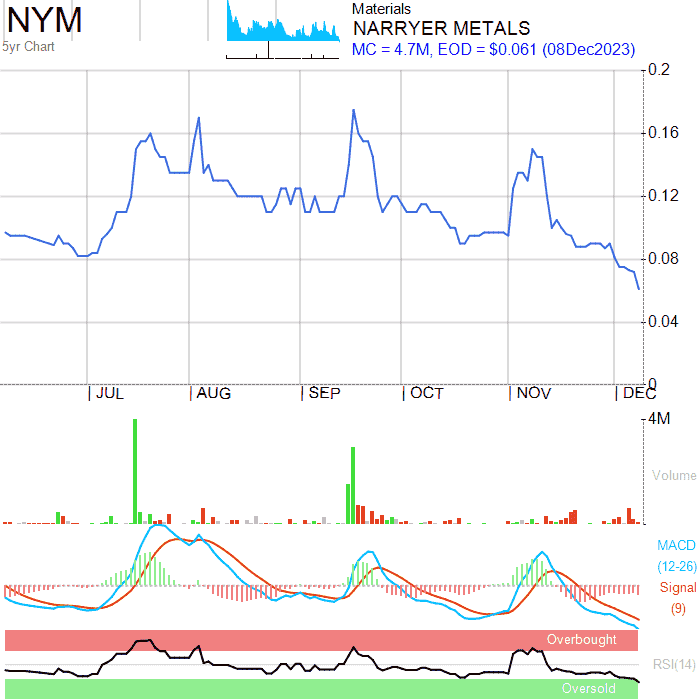 NYM
5yr Chart
Materials
NARRYER METALS
MC = 4.7M, EOD = $0.061 (08Dec2023)
0.2
0.16
0.12
0.08
0.04
0
JUL AUG SEP OCT NOV DEC
4M
Volume
MACD
(12-26)
Signal
(9)
Overbought
RSI(14)
Oversold